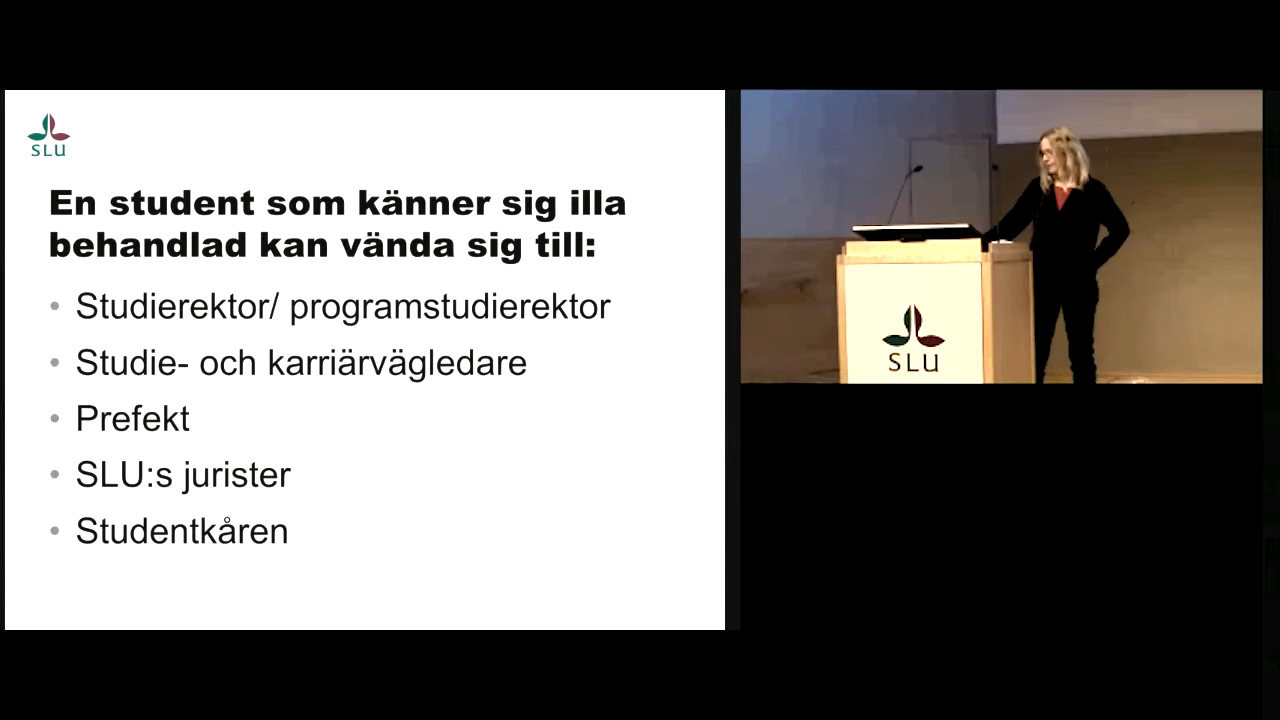 SLU
En student som känner sig illa
behandlad kan vända sig till:
• Studierektor/ programstudierektor
• Studie- och karriärvägledare
• Prefekt
• SLU:s jurister
• Studentkåren
SLU